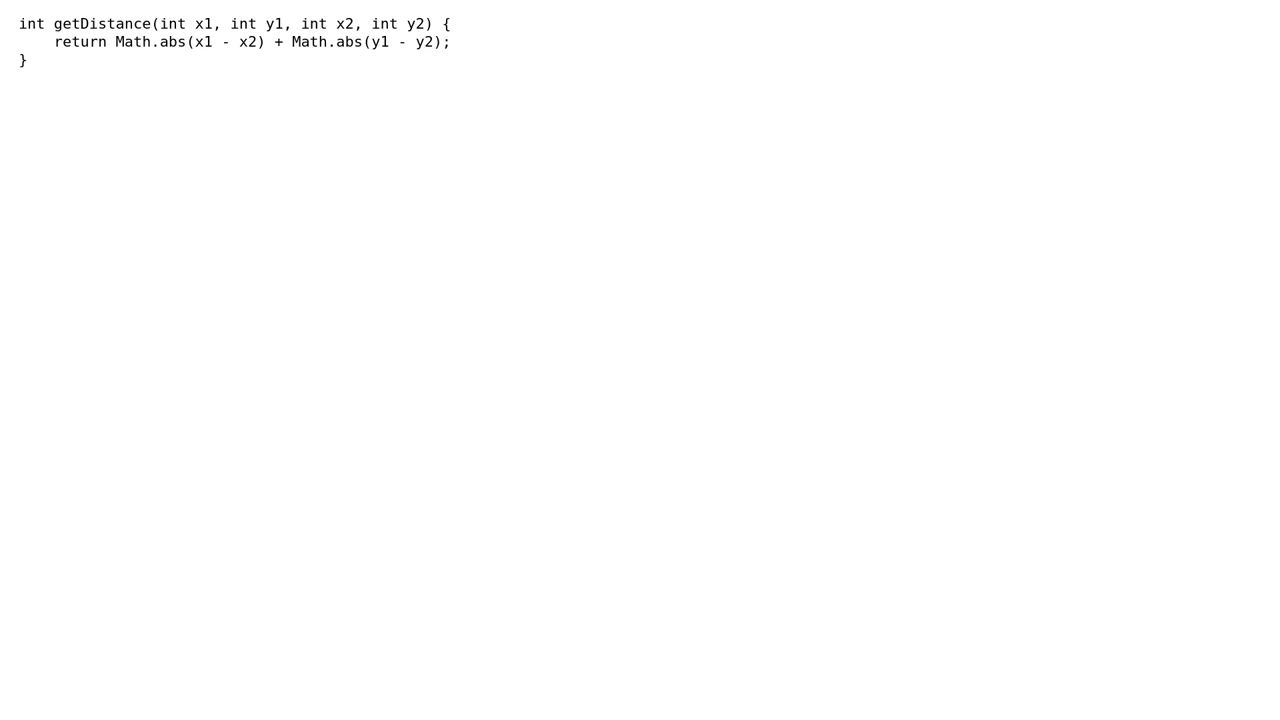 int getDistance(int x1, int y1, int x2, int y2) {
    return Math.abs(x1 - x2) + Math.abs(y1 - y2);
}